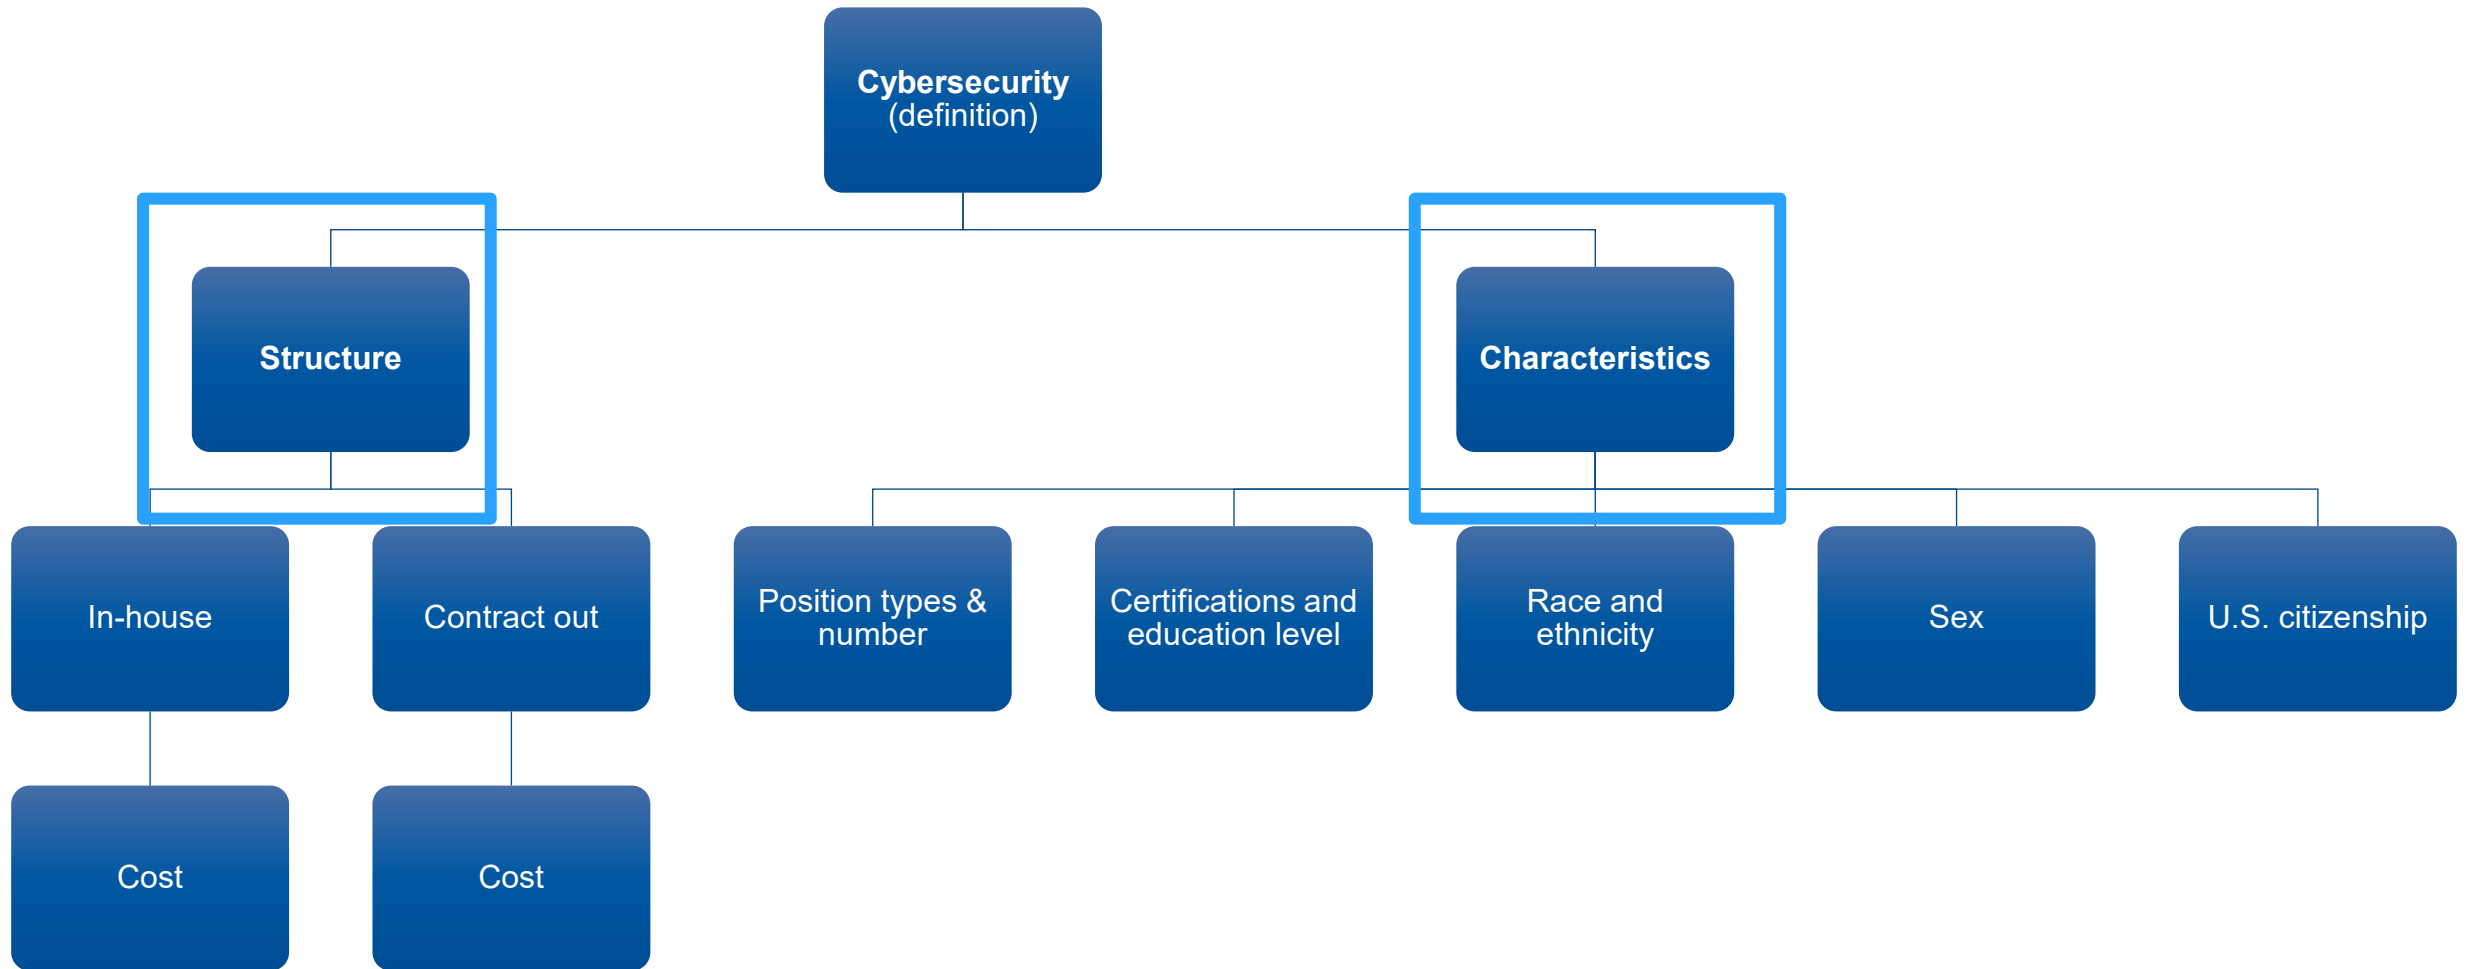 Cybersecurity
(definition)
Structure
Characteristics
In-house
Contract out
Position types &
number
Certifications and
education level
Race and
ethnicity
Sex
U.S. citizenship
Cost
Cost